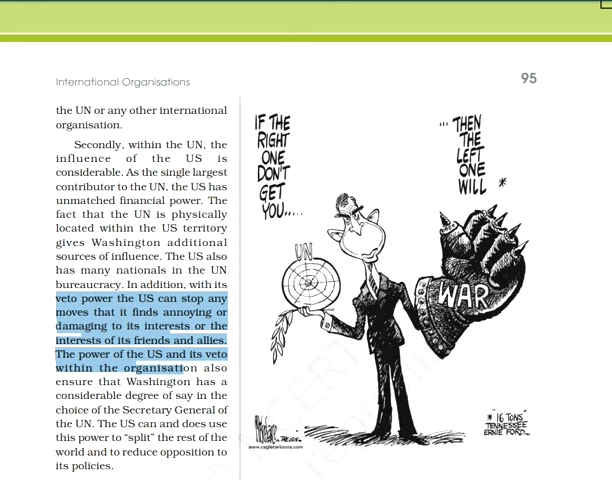 International Organisations
95
the UN or any other international
organisation.
Secondly, within the UN, the
influence of the US is
considerable. As the single largest
contributor to the UN, the US has
unmatched financial power. The
fact that the UN is physically
located within the US territory
gives Washington additional
sources of influence. The US also
has many nationals in the UN
bureaucracy. In addition, with its
veto power the US can stop any
moves that it finds annoying or
damaging to its interests or the
interests of its friends and allies.
The power of the US and its veto
within the organisation also
ensure that Washington has a
considerable degree of say in the
choice of the Secretary General of
the UN. The US can and does use
this power to “split” the rest of the
world and to reduce opposition to
its policies.
IF THE
RIGHT
ONE
DON'T
GET
YOU.....
... THEN
THE
LEFT
ONE
WILL *
UN
WAR
www.caglecartoons.com
* "16 TONS"
TENNESSEE
ERNIE FORD...